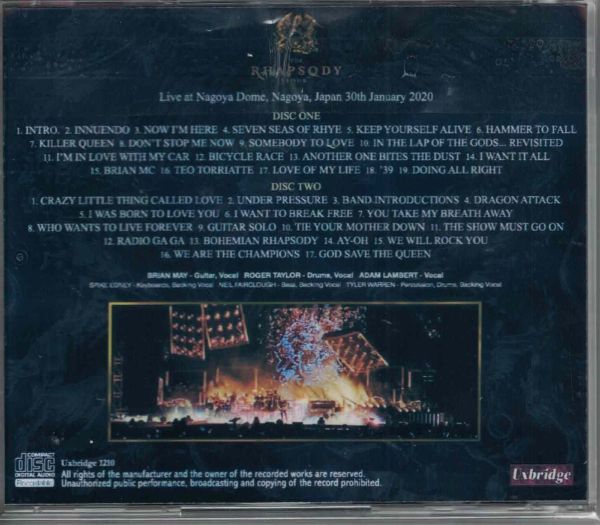 THE
RHAPSODY
TOUR
Live at Nagoya Dome, Nagoya, Japan 30th January 2020
DISC ONE
1. INTRO. 2. INNUENDO 3. NOW I'M HERE 4. SEVEN SEAS OF RHYE 5. KEEP YOURSELF ALIVE 6. HAMMER TO FALL
7. KILLER QUEEN 8. DON'T STOP ME NOW 9. SOMEBODY TO LOVE 10. IN THE LAP OF THE GODS... REVISITED
11. I'M IN LOVE WITH MY CAR 12. BICYCLE RACE 13. ANOTHER ONE BITES THE DUST 14. I WANT IT ALL
15. BRIAN MC 16. TEO TORRIATTE 17. LOVE OF MY LIFE 18. '39 19. DOING ALL RIGHT
DISC TWO
1. CRAZY LITTLE THING CALLED LOVE 2. UNDER PRESSURE 3. BAND INTRODUCTIONS 4. DRAGON ATTACK
5. I WAS BORN TO LOVE YOU 6. I WANT TO BREAK FREE 7. YOU TAKE MY BREATH AWAY
8. WHO WANTS TO LIVE FOREVER 9. GUITAR SOLO 10. TIE YOUR MOTHER DOWN 11. THE SHOW MUST GO ON
12. RADIO GA GA 13. BOHEMIAN RHAPSODY 14. AY-OH 15. WE WILL ROCK YOU
16. WE ARE THE CHAMPIONS 17. GOD SAVE THE QUEEN
BRIAN MAY - Guitar, Vocal ROGER TAYLOR - Drums, Vocal ADAM LAMBERT - Vocal
SPIKE EDNEY - Keyboards, Backing Vocal NEIL FAIRCLOUGH - Bass, Backing Vocal TYLER WARREN - Percussion, Drums, Backing Vocal
COMPACT
disc
DIGITAL AUDIO
Recordable
Uxbridge 1210
All rights of the manufacturer and the owner of the recorded works are reserved.
Unauthorized public performance, broadcasting and copying of the record prohibited.
Uxbridge